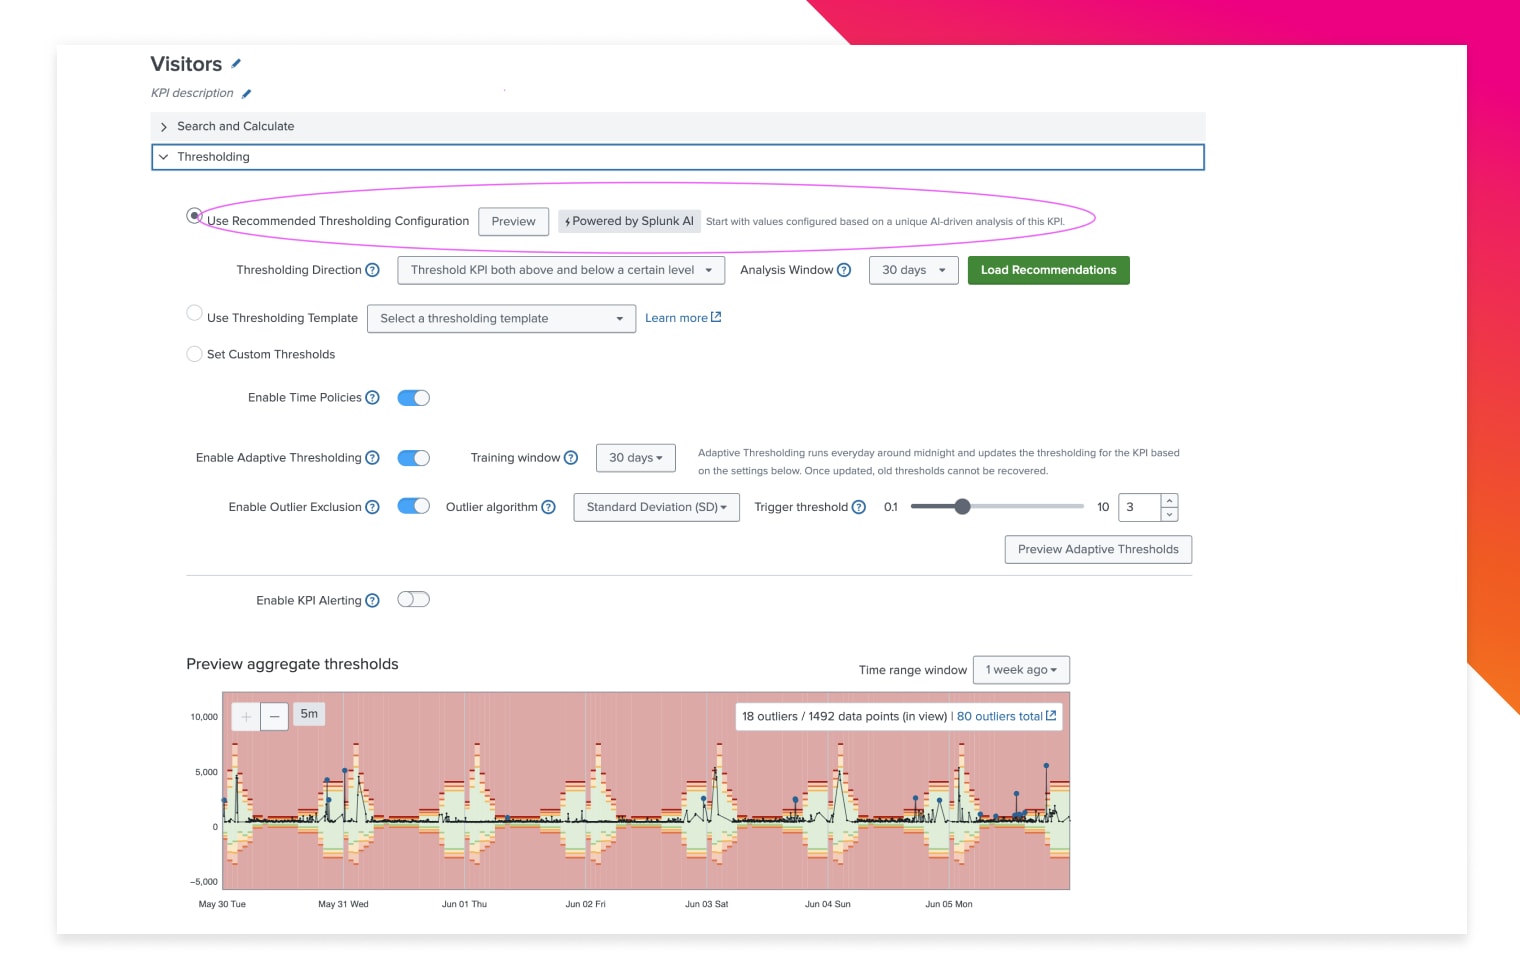 Visitors
KPI description
Search and Calculate
Thresholding
Use Recommended Thresholding Configuration Preview Powered by Splunk AI Start with values configured based on a unique AI-driven analysis of this KPI.
Thresholding Direction ? Threshold KPI both above and below a certain level Analysis Window ? 30 days Load Recommendations
Use Thresholding Template Select a thresholding template Learn more
Set Custom Thresholds
Enable Time Policies ?
Enable Adaptive Thresholding ? Training window ? 30 days Adaptive Thresholding runs everyday around midnight and updates the thresholding for the KPI based
on the settings below. Once updated, old thresholds cannot be recovered.
Enable Outlier Exclusion ? Outlier algorithm ? Standard Deviation (SD) Trigger threshold ? 0.1 10 3
Preview Adaptive Thresholds
Enable KPI Alerting ?
Preview aggregate thresholds
Time range window 1 week ago
+ − 5m 18 outliers / 1492 data points (in view) | 80 outliers total
10,000
5,000
0
−5,000
May 30 Tue May 31 Wed Jun 01 Thu Jun 02 Fri Jun 03 Sat Jun 04 Sun Jun 05 Mon